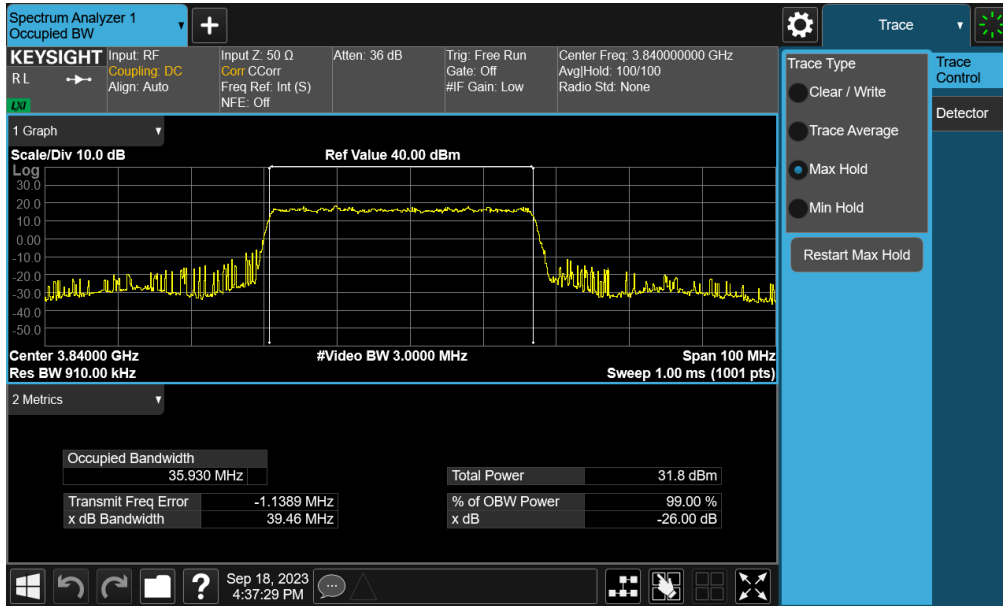 Spectrum Analyzer 1
Occupied BW
Trace
KEYSIGHT
R L
LXI
Input: RF
Coupling: DC
Align: Auto
Input Z: 50 Ω
Corr CCorr
Freq Ref: Int (S)
NFE: Off
Atten: 36 dB
Trig: Free Run
Gate: Off
#IF Gain: Low
Center Freq: 3.840000000 GHz
Avg|Hold: 100/100
Radio Std: None
Trace Type
Clear / Write
Trace Average
Max Hold
Min Hold
Restart Max Hold
Trace
Control
Detector
1 Graph
Scale/Div 10.0 dB
Ref Value 40.00 dBm
Log
30.0
20.0
10.0
0.00
-10.0
-20.0
-30.0
-40.0
-50.0
Center 3.84000 GHz
#Video BW 3.0000 MHz
Span 100 MHz
Res BW 910.00 kHz
Sweep 1.00 ms (1001 pts)
2 Metrics
Occupied Bandwidth
35.930 MHz
Total Power 31.8 dBm
Transmit Freq Error -1.1389 MHz
% of OBW Power 99.00 %
x dB Bandwidth 39.46 MHz
x dB -26.00 dB
?
Sep 18, 2023
4:37:29 PM